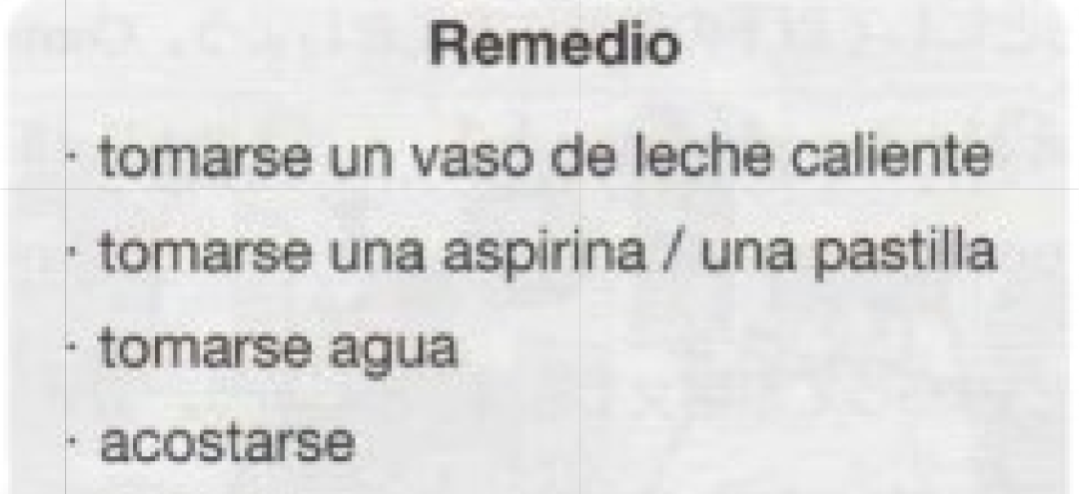 Remedio
· tomarse un vaso de leche caliente
· tomarse una aspirina / una pastilla
· tomarse agua
· acostarse